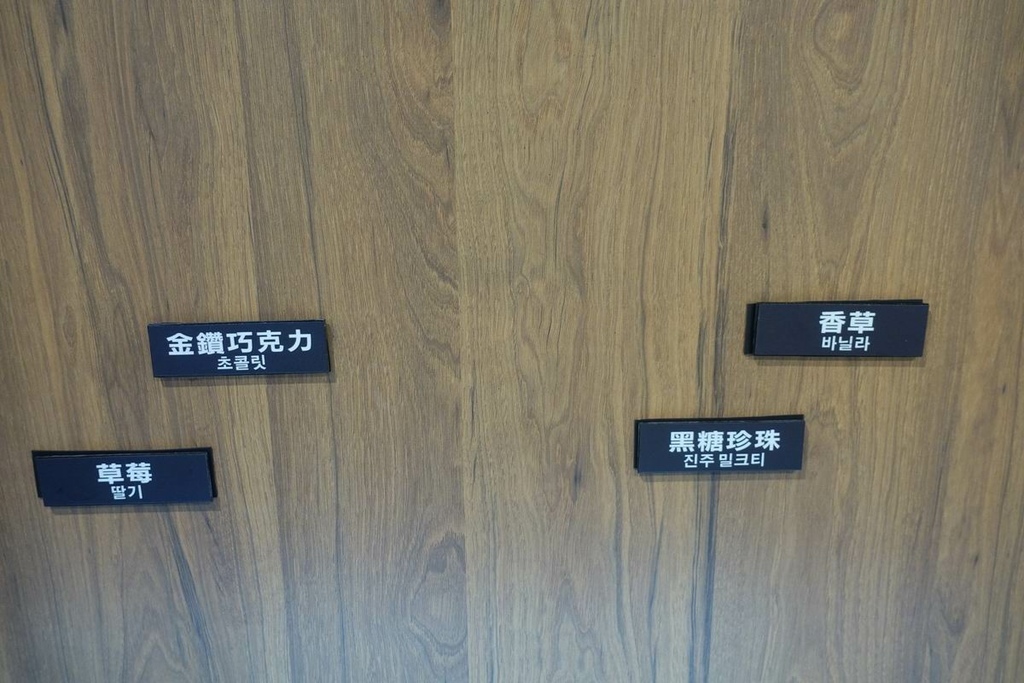 金鑽巧克力
초콜릿
香草
바닐라
草莓
딸기
黑糖珍珠
진주 밀크티